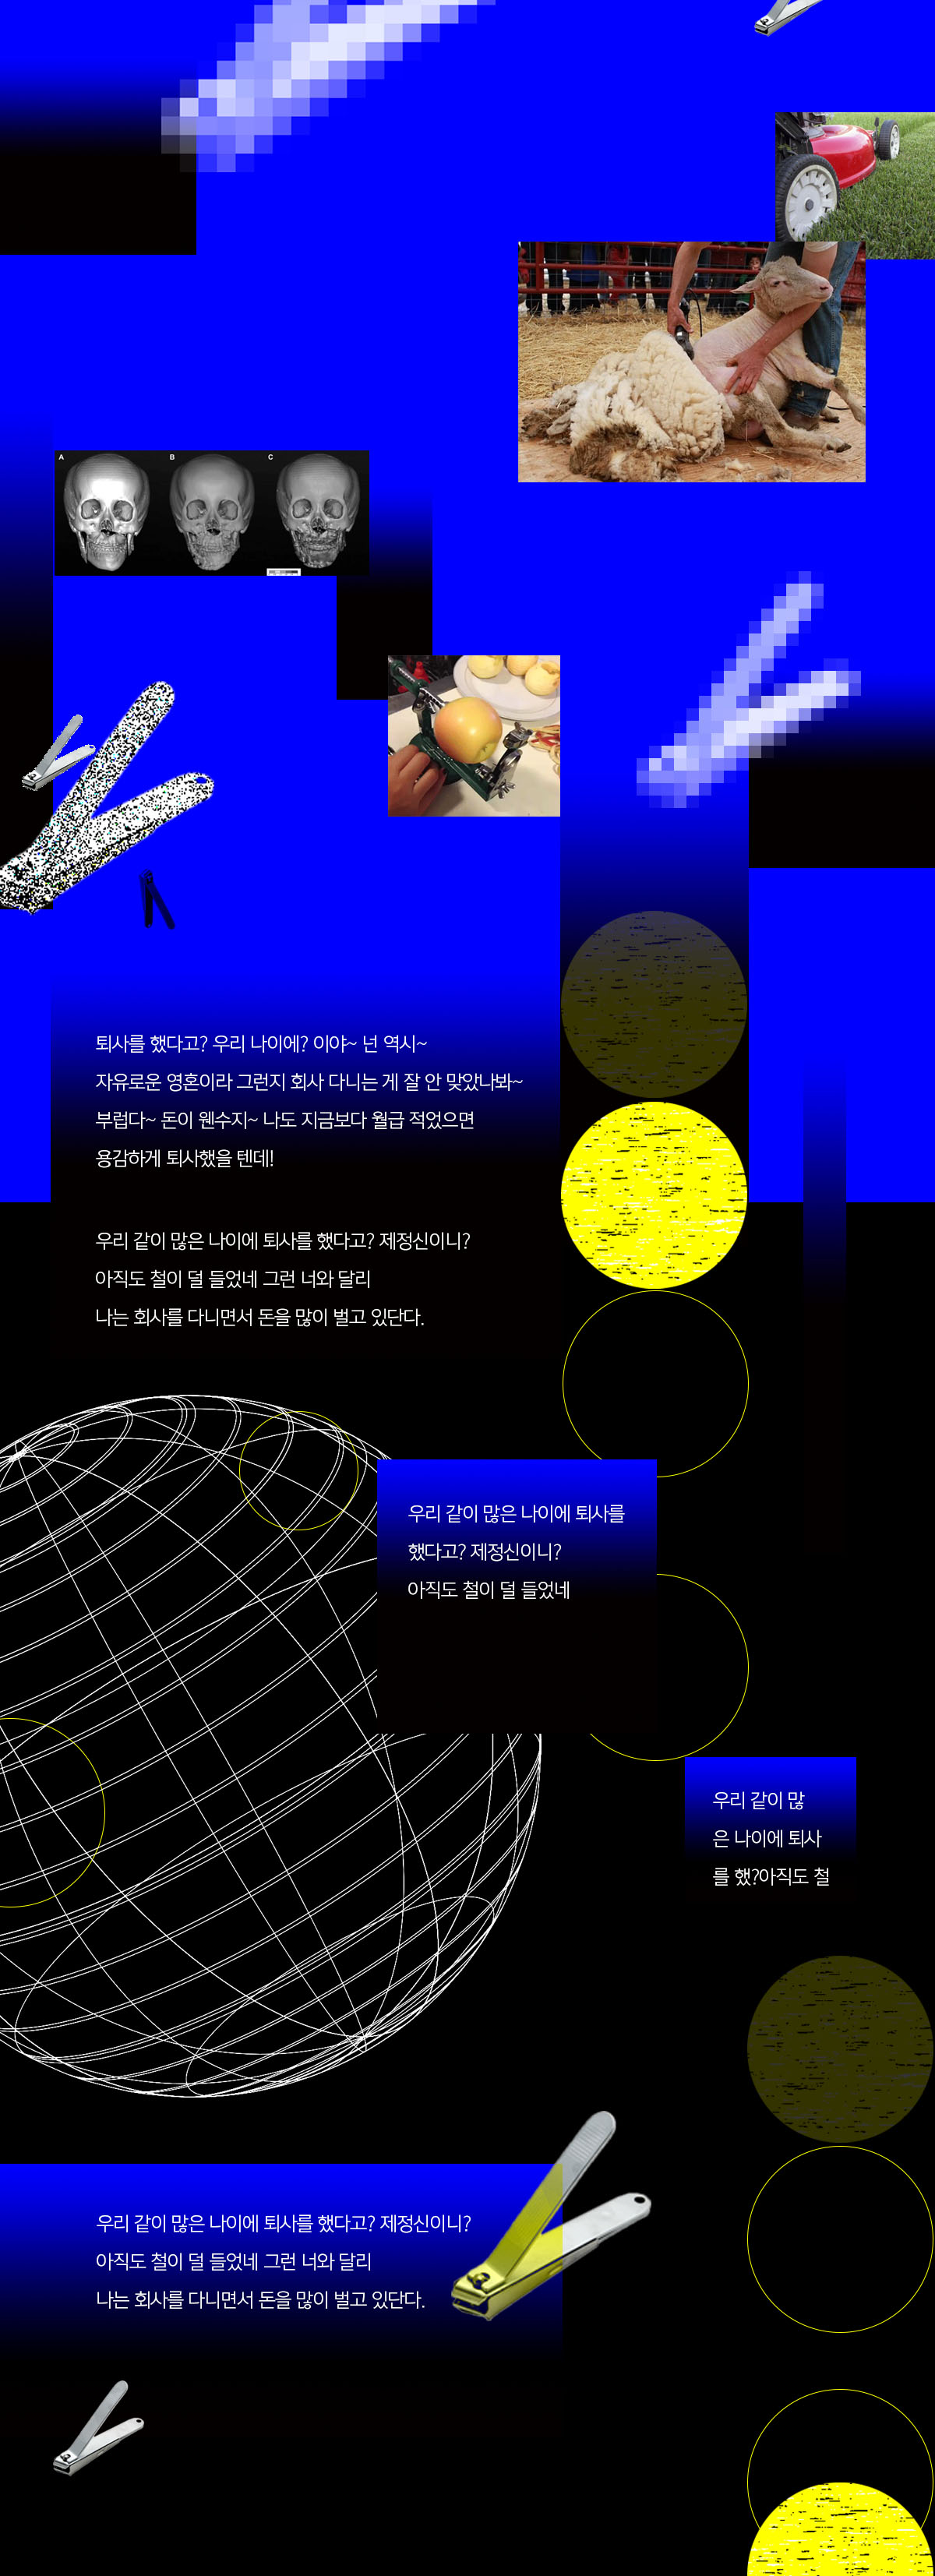 A B C
퇴사를 했다고? 우리 나이에? 이야~ 넌 역시~
자유로운 영혼이라 그런지 회사 다니는 게 잘 안 맞았나봐~
부럽다~ 돈이 웬수지~ 나도 지금보다 월급 적었으면
용감하게 퇴사했을 텐데!
우리 같이 많은 나이에 퇴사를 했다고? 제정신이니?
아직도 철이 덜 들었네 그런 너와 달리
나는 회사를 다니면서 돈을 많이 벌고 있단다.
우리 같이 많은 나이에 퇴사를
했다고? 제정신이니?
아직도 철이 덜 들었네
우리 같이 많
은 나이에 퇴사
를 했?아직도 철
우리 같이 많은 나이에 퇴사를 했다고? 제정신이니?
아직도 철이 덜 들었네 그런 너와 달리
나는 회사를 다니면서 돈을 많이 벌고 있단다.